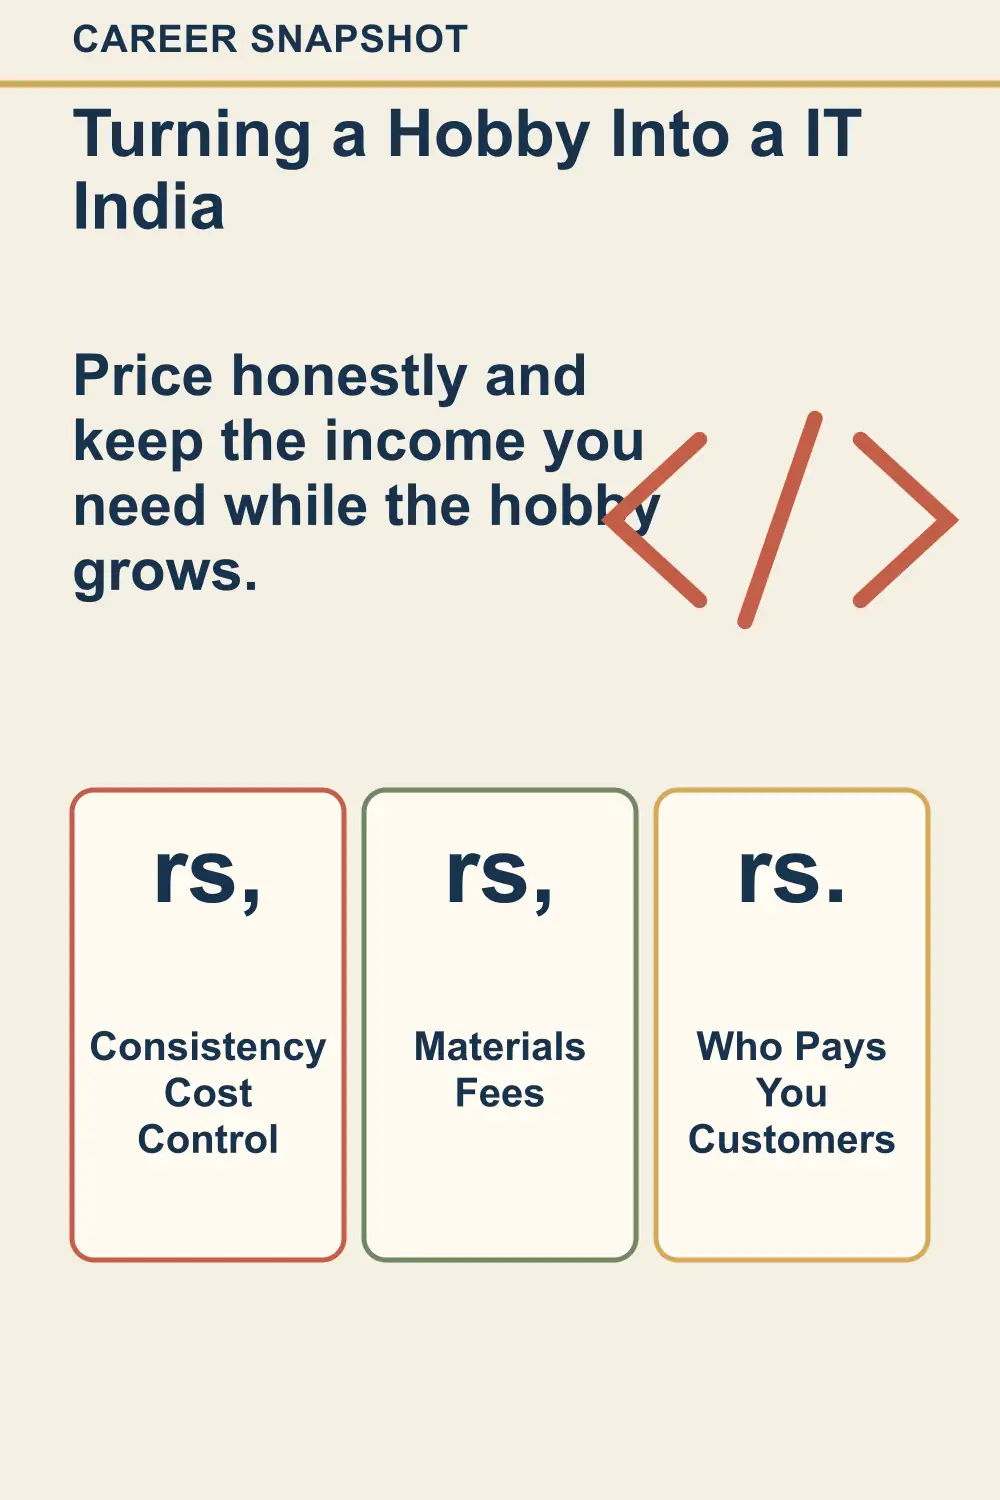 CAREER SNAPSHOT
Turning a Hobby Into a IT
India
Price honestly and
keep the income you
need while the hobby
grows.
</>
rs,
Consistency
Cost
Control
rs,
Materials
Fees
rs.
Who Pays
You
Customers